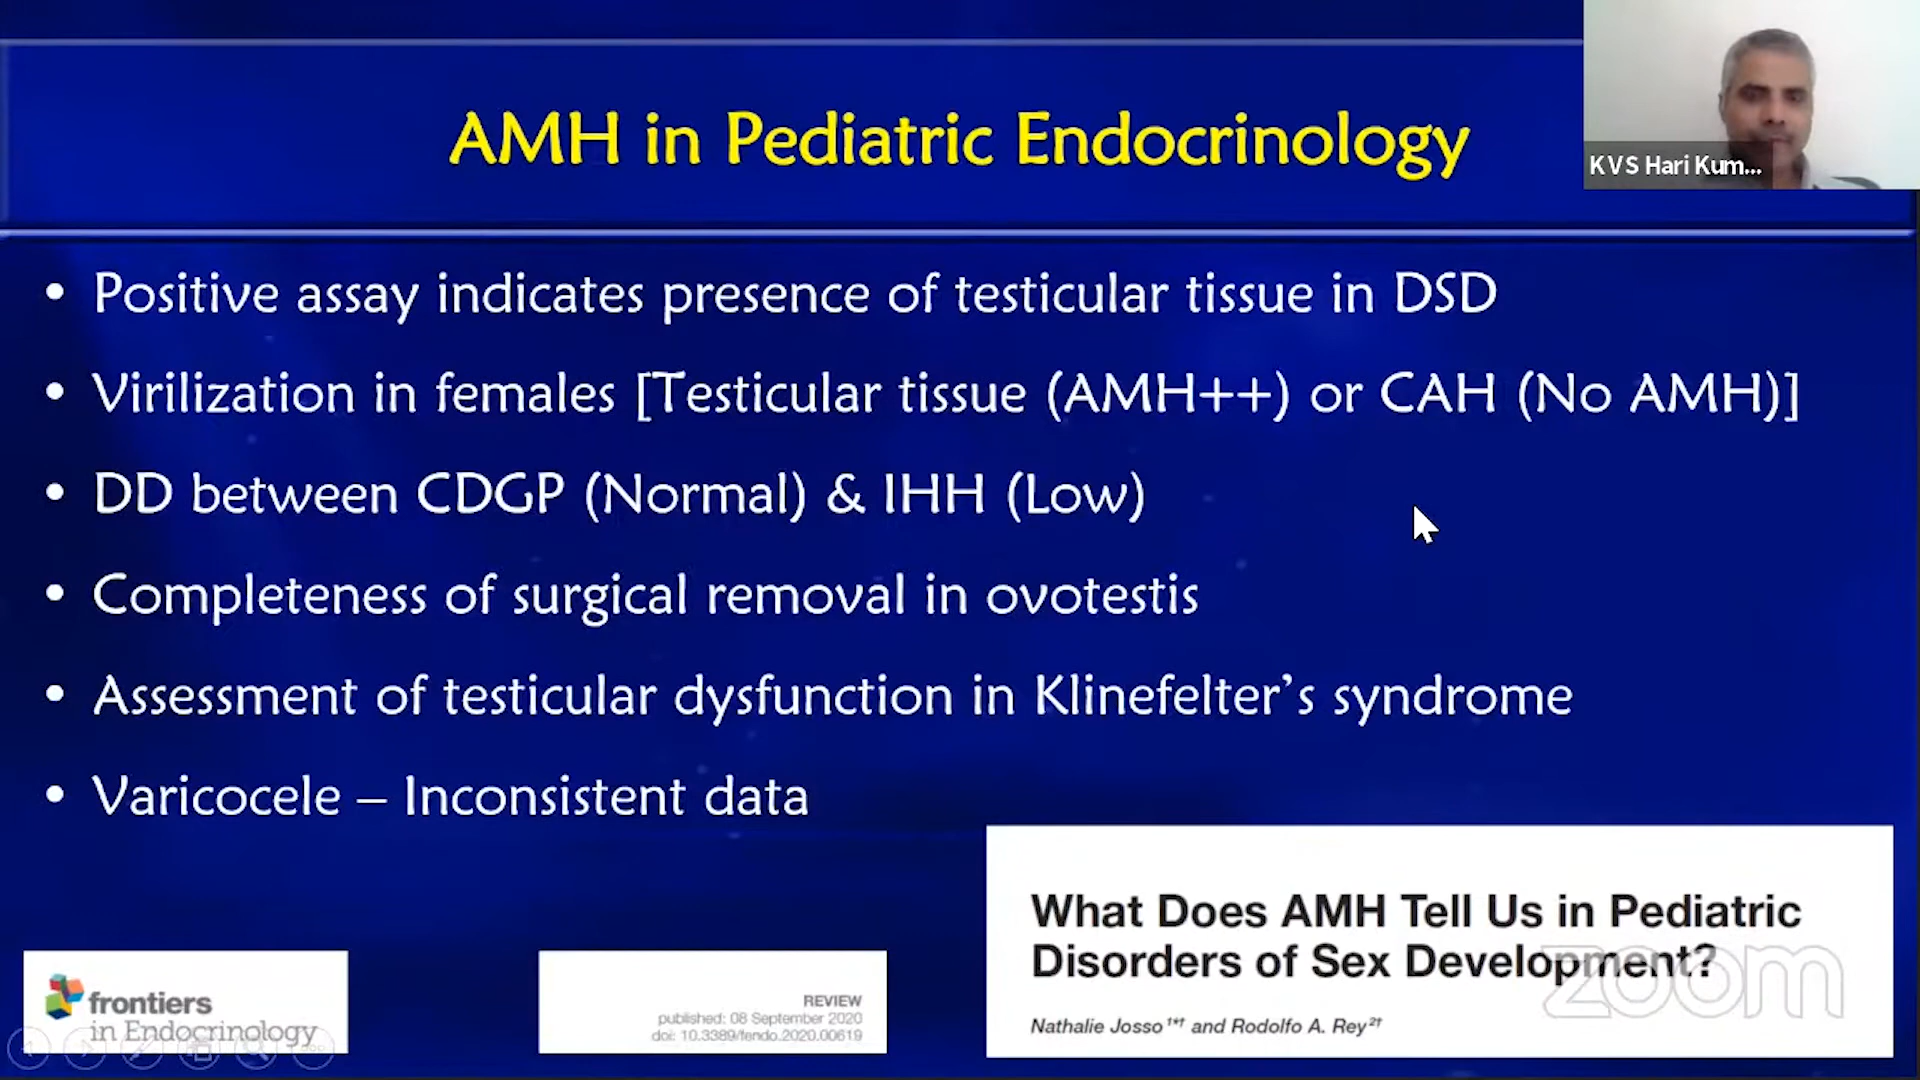 AMH in Pediatric Endocrinology
KVS Hari Kum...
• Positive assay indicates presence of testicular tissue in DSD
• Virilization in females [Testicular tissue (AMH++) or CAH (No AMH)]
• DD between CDGP (Normal) & IHH (Low)
• Completeness of surgical removal in ovotestis
• Assessment of testicular dysfunction in Klinefelter’s syndrome
• Varicocele – Inconsistent data
What Does AMH Tell Us in Pediatric
Disorders of Sex Development?
Nathalie Josso1*† and Rodolfo A. Rey2†
zoom
frontiers
in Endocrinology
REVIEW
published: 08 September 2020
doi: 10.3389/fendo.2020.00619